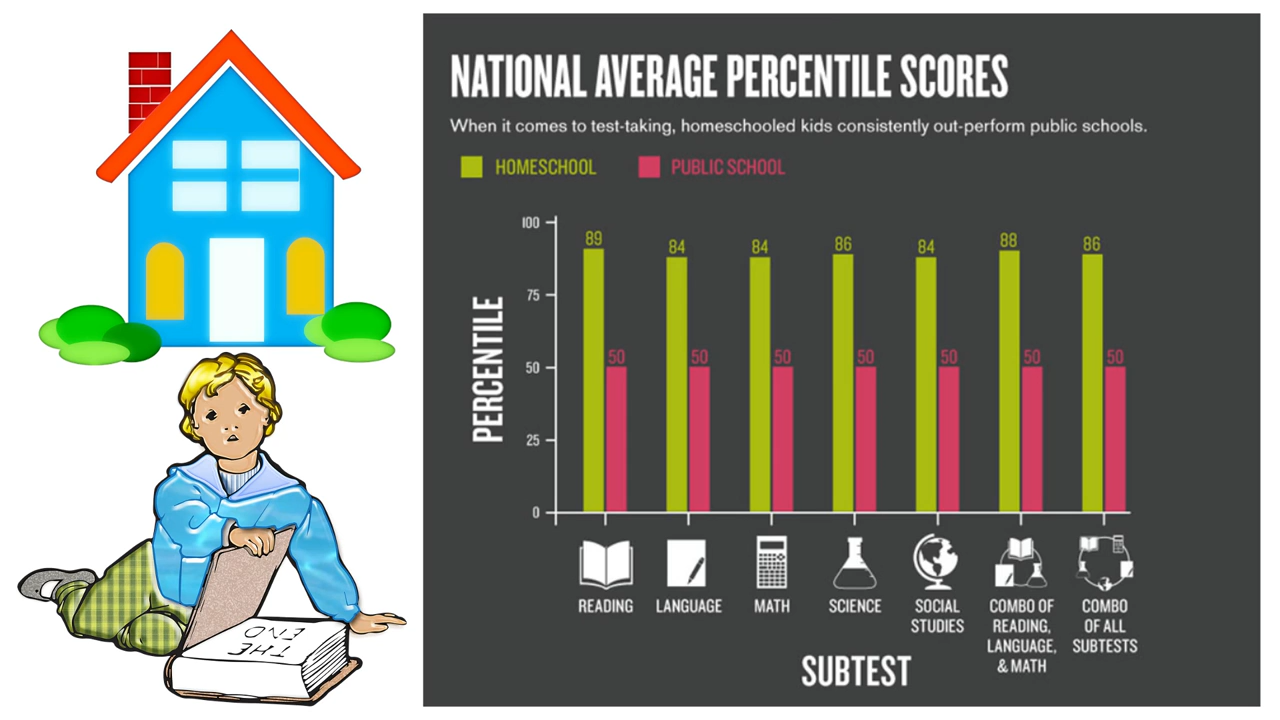 NATIONAL AVERAGE PERCENTILE SCORES
When it comes to test-taking, homeschooled kids consistently out-perform public schools.
HOMESCHOOL PUBLIC SCHOOL
100
75
50
25
0
PERCENTILE
89 84 84 86 84 88 86
50 50 50 50 50 50 50
READING
LANGUAGE
MATH
SCIENCE
SOCIAL
STUDIES
COMBO OF
READING,
LANGUAGE,
& MATH
COMBO
OF ALL
SUBTESTS
SUBTEST
THE
END